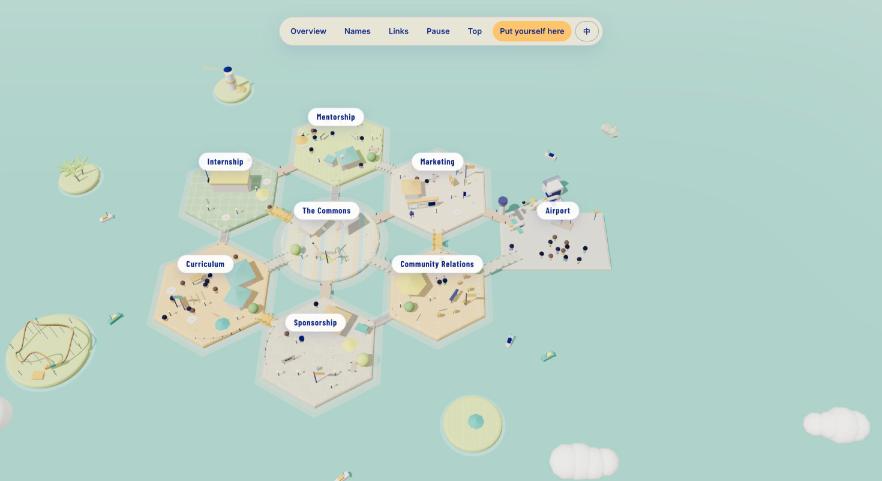 Overview Names Links Pause Top Put yourself here 中
Mentorship
Internship
Marketing
The Commons
Airport
Curriculum
Community Relations
Sponsorship